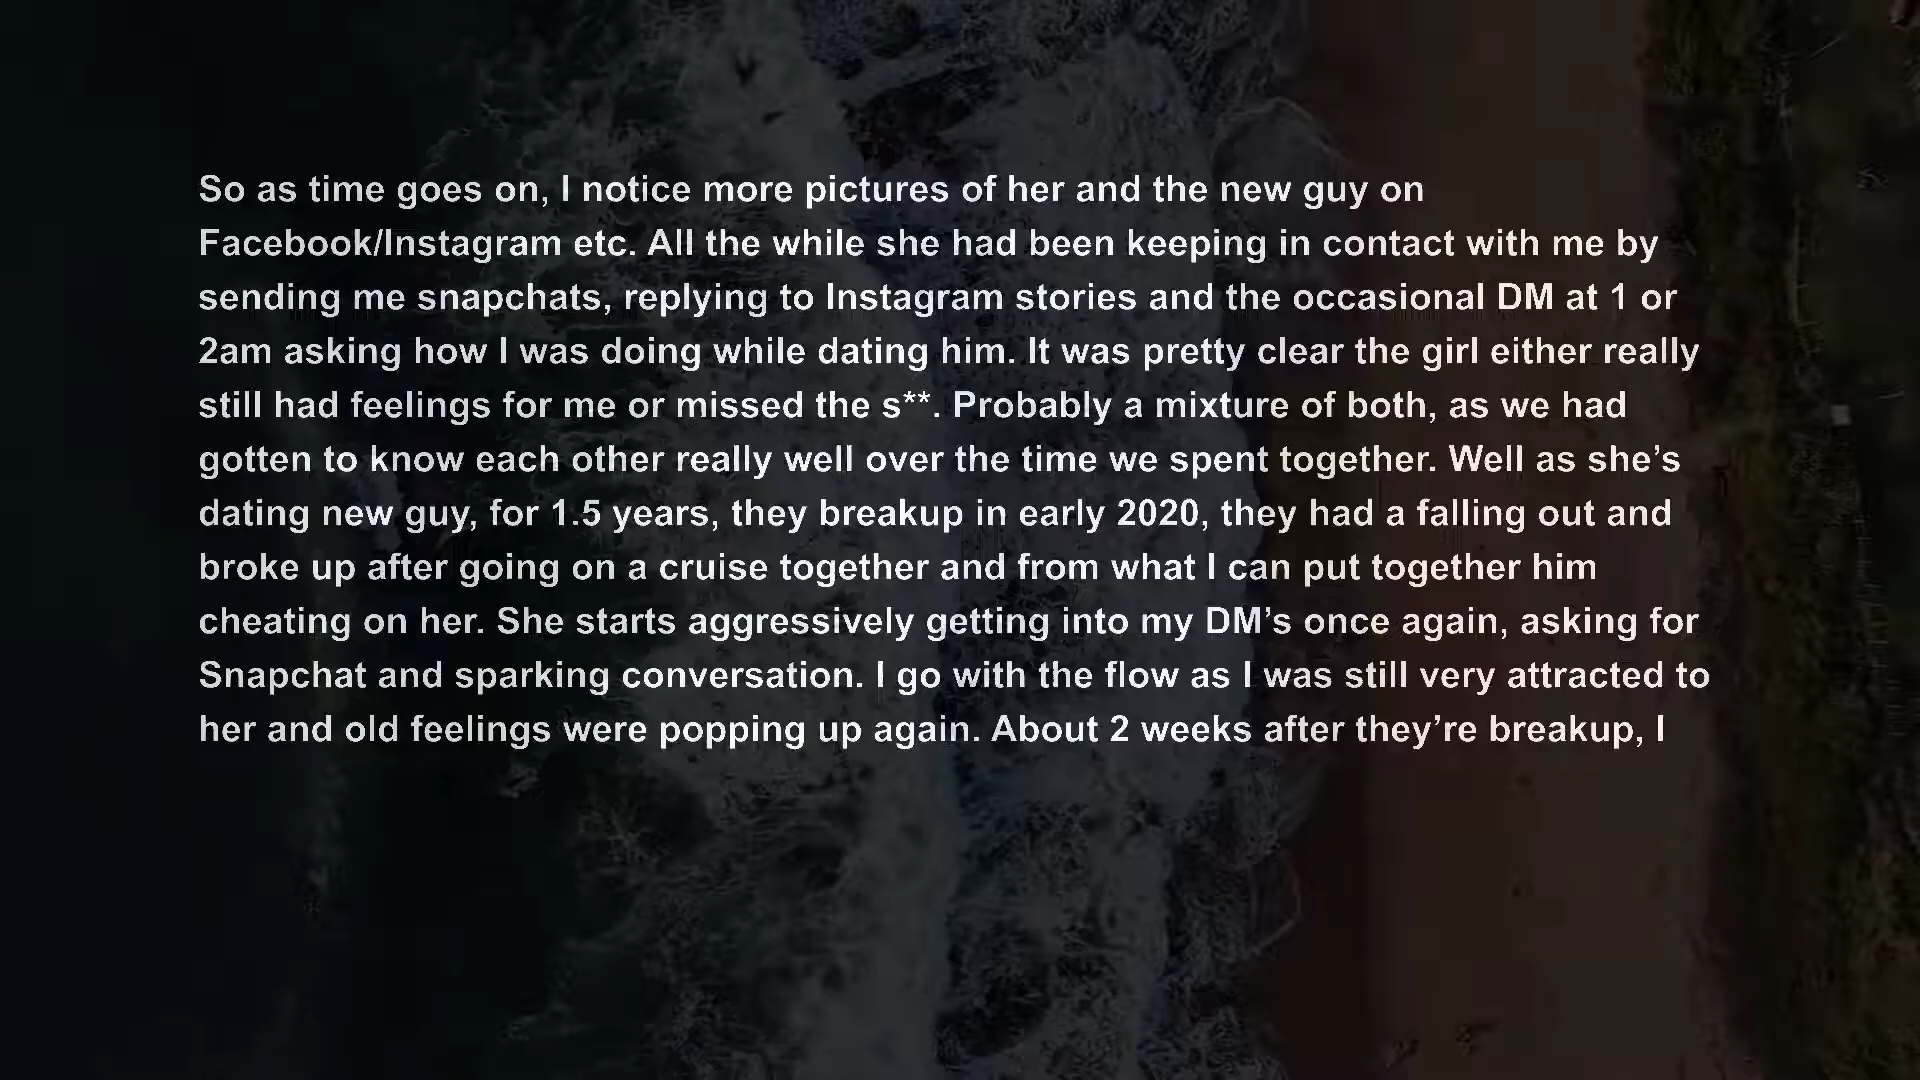 So as time goes on, I notice more pictures of her and the new guy on
Facebook/Instagram etc. All the while she had been keeping in contact with me by
sending me snapchats, replying to Instagram stories and the occasional DM at 1 or
2am asking how I was doing while dating him. It was pretty clear the girl either really
still had feelings for me or missed the s**. Probably a mixture of both, as we had
gotten to know each other really well over the time we spent together. Well as she’s
dating new guy, for 1.5 years, they breakup in early 2020, they had a falling out and
broke up after going on a cruise together and from what I can put together him
cheating on her. She starts aggressively getting into my DM’s once again, asking for
Snapchat and sparking conversation. I go with the flow as I was still very attracted to
her and old feelings were popping up again. About 2 weeks after they’re breakup, I